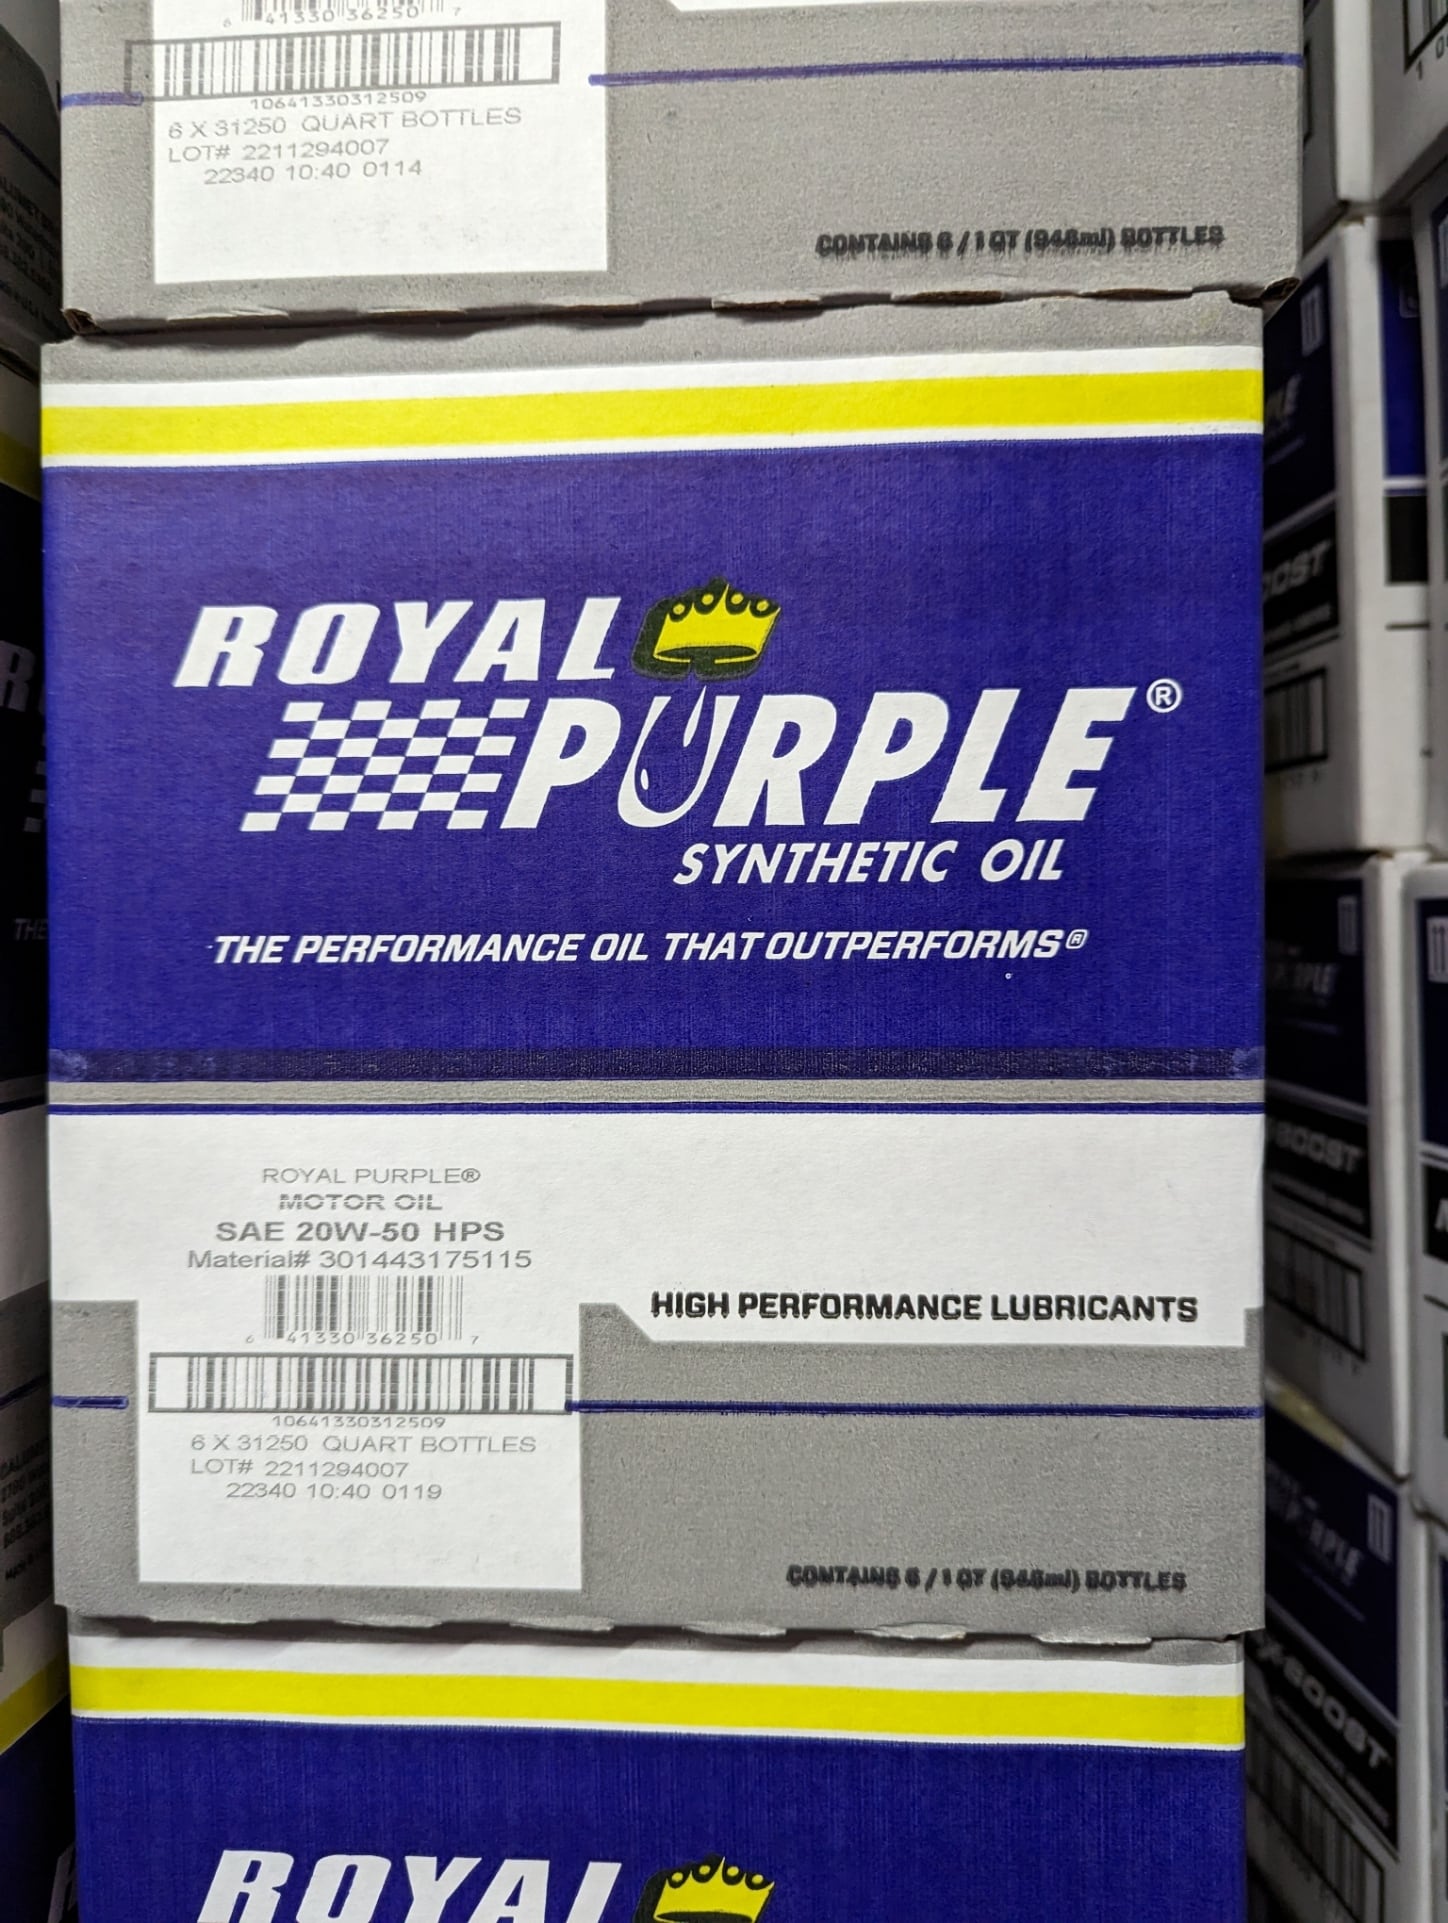 6 41330 36250 7
10641330312509
6 X 31250 QUART BOTTLES
LOT# 2211294007
22340 10:40 0114
CONTAINS 6 / 1 QT (946ml) BOTTLES
ROYAL
PURPLE®
SYNTHETIC OIL
THE PERFORMANCE OIL THAT OUTPERFORMS®
ROYAL PURPLE®
MOTOR OIL
SAE 20W-50 HPS
Material# 301443175115
HIGH PERFORMANCE LUBRICANTS
6 41330 36250 7
10641330312509
6 X 31250 QUART BOTTLES
LOT# 2211294007
22340 10:40 0119
CONTAINS 6 / 1 QT (946ml) BOTTLES
ROYAL